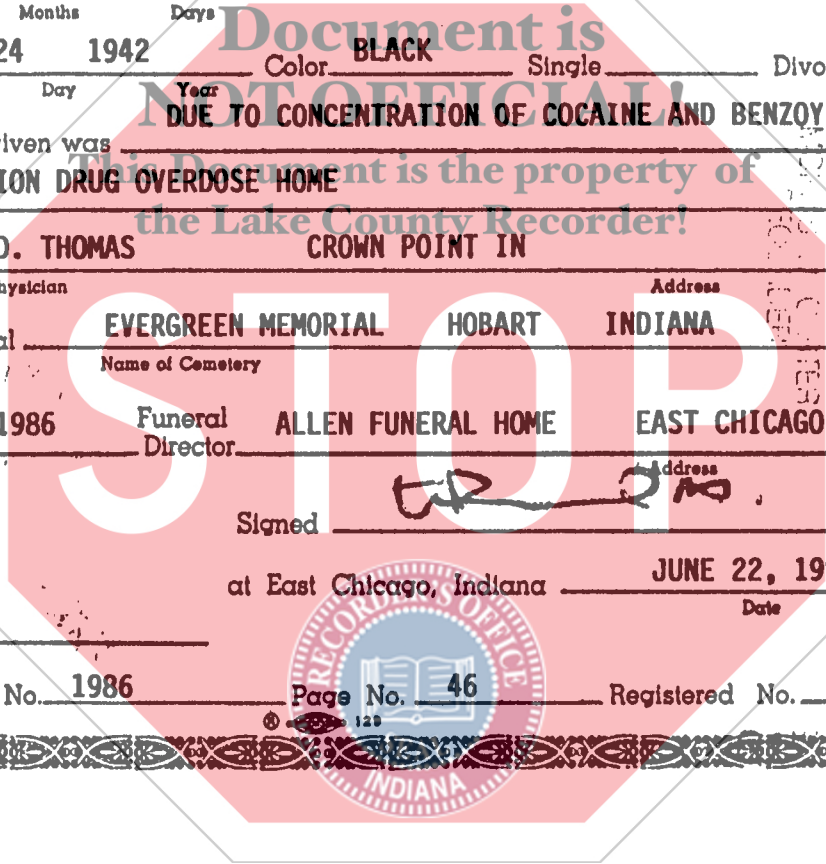 Months Days
Document is
24 1942 Color BLACK Single Divo
Day Year
NOT OFFICIAL!
DUE TO CONCENTRATION OF COCAINE AND BENZOY
iven was
This Document is the property of
ION DRUG OVERDOSE HOME
the Lake County Recorder!
D. THOMAS CROWN POINT IN
hysician Address
al EVERGREEN MEMORIAL HOBART INDIANA
Name of Cemetery
STOP
1986 Funeral Director ALLEN FUNERAL HOME EAST CHICAGO
Address
Signed
at East Chicago, Indiana JUNE 22, 19
Date
RECORDER'S OFFICE
No. 1986 Page No. 46 Registered No.
® 123
INDIANA